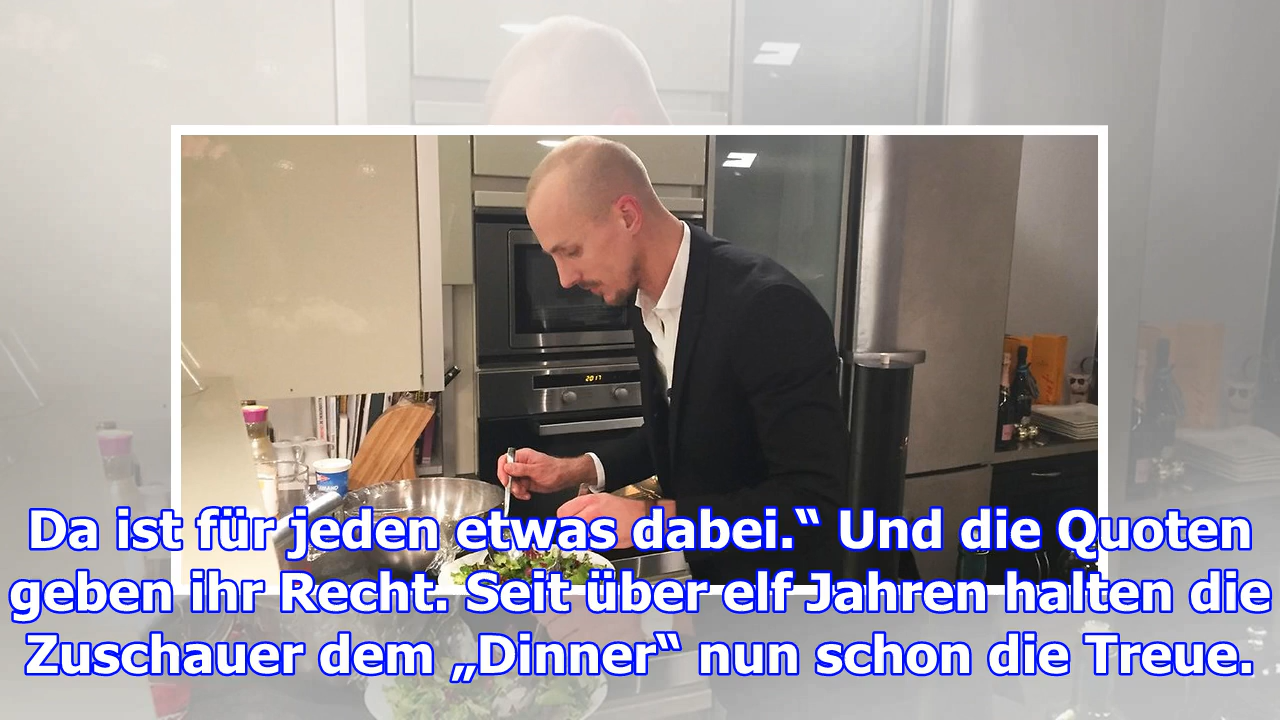 2017
Da ist für jeden etwas dabei.“ Und die Quoten
geben ihr Recht. Seit über elf Jahren halten die
Zuschauer dem „Dinner“ nun schon die Treue.